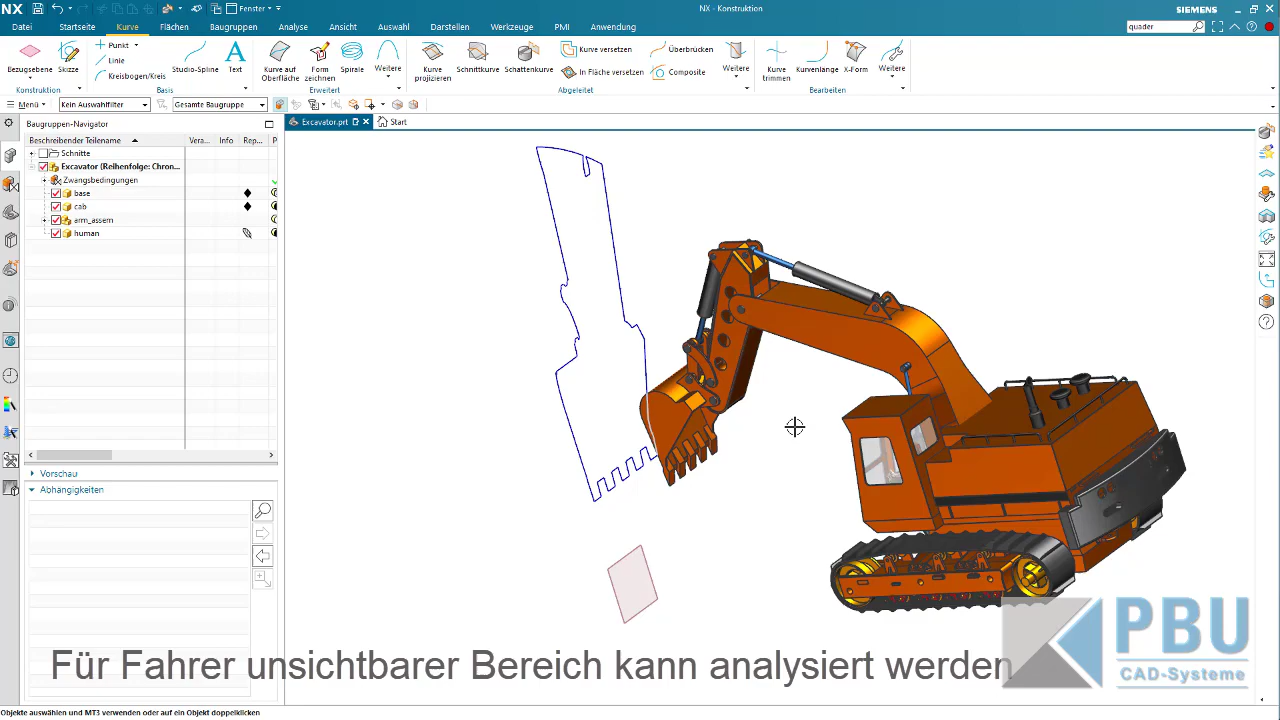 NX
Fenster
NX - Konstruktion
SIEMENS
Datei Startseite Kurve Flächen Baugruppen Analyse Ansicht Auswahl Darstellen Werkzeuge PMI Anwendung
quader
Bezugsebene
Skizze
Punkt
Linie
Kreisbogen/Kreis
Studio-Spline
Text
Kurve auf Oberfläche
Form zeichnen
Spirale
Weitere
Kurve projizieren
Schnittkurve
Schattenkurve
Kurve versetzen
In Fläche versetzen
Überbrücken
Composite
Weitere
Kurve trimmen
Kurvenlänge
X-Form
Weitere
Konstruktion Basis Erweitert Abgeleitet Bearbeiten
Menü
Kein Auswahlfilter
Gesamte Baugruppe
Baugruppen-Navigator
Excavator.prt
Start
Beschreibender Teilename Vera... Info Rep... P
Schnitte
Excavator (Reihenfolge: Chron...
Zwangsbedingungen
base
cab
arm_assem
human
Vorschau
Abhängigkeiten
Für Fahrer unsichtbarer Bereich kann analysiert werden
PBU
CAD-Systeme
Objekte auswählen und MT3 verwenden oder auf ein Objekt doppelklicken